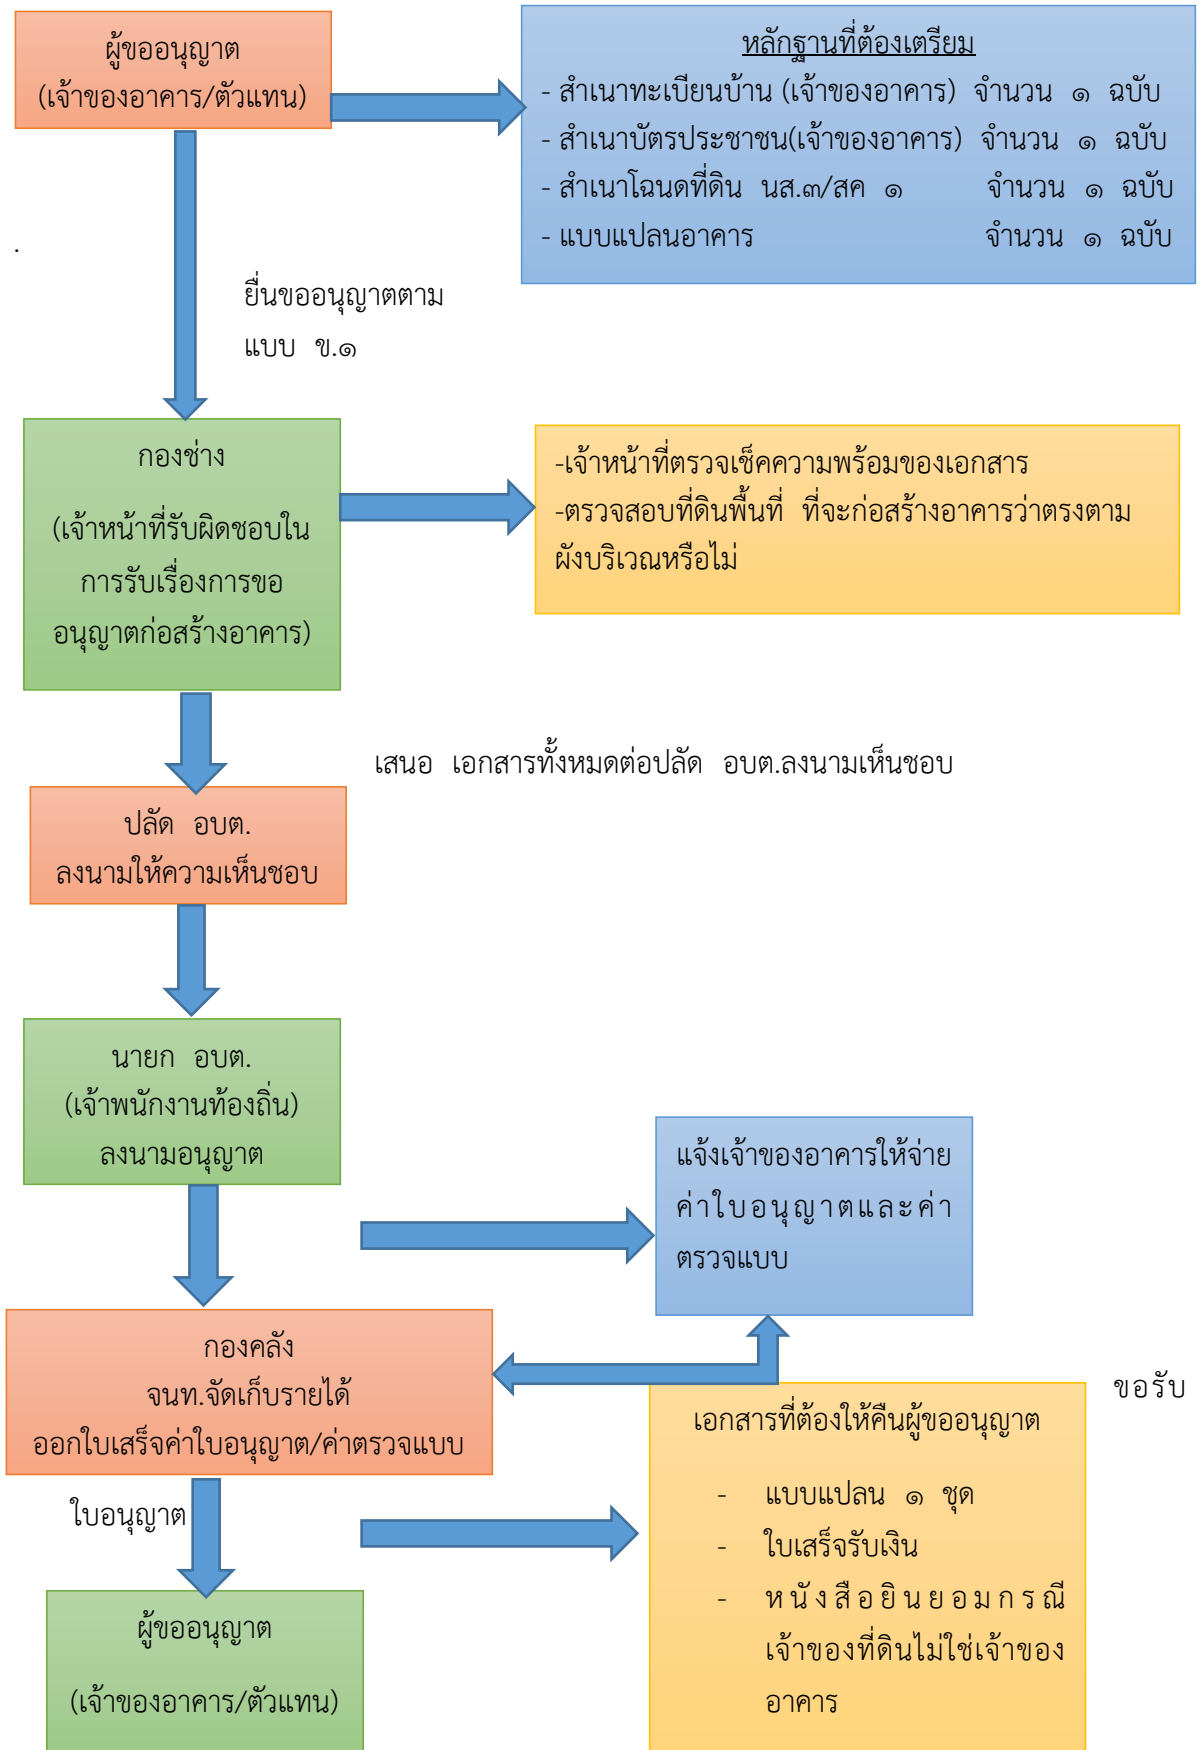 ผู้ขออนุญาต
(เจ้าของอาคาร/ตัวแทน)
หลักฐานที่ต้องเตรียม
- สำเนาทะเบียนบ้าน (เจ้าของอาคาร) จำนวน ๑ ฉบับ
- สำเนาบัตรประชาชน(เจ้าของอาคาร) จำนวน ๑ ฉบับ
- สำเนาโฉนดที่ดิน นส.๓/สค ๑ จำนวน ๑ ฉบับ
- แบบแปลนอาคาร จำนวน ๑ ฉบับ
.
ยื่นขออนุญาตตาม
แบบ ข.๑
กองช่าง
(เจ้าหน้าที่รับผิดชอบใน
การรับเรื่องการขอ
อนุญาตก่อสร้างอาคาร)
-เจ้าหน้าที่ตรวจเช็คความพร้อมของเอกสาร
-ตรวจสอบที่ดินพื้นที่ ที่จะก่อสร้างอาคารว่าตรงตาม
ผังบริเวณหรือไม่
เสนอ เอกสารทั้งหมดต่อปลัด อบต.ลงนามเห็นชอบ
ปลัด อบต.
ลงนามให้ความเห็นชอบ
นายก อบต.
(เจ้าพนักงานท้องถิ่น)
ลงนามอนุญาต
แจ้งเจ้าของอาคารให้จ่าย
ค่าใบอนุญาตและค่า
ตรวจแบบ
กองคลัง
จนท.จัดเก็บรายได้
ออกใบเสร็จค่าใบอนุญาต/ค่าตรวจแบบ
ขอรับ
ใบอนุญาต
เอกสารที่ต้องให้คืนผู้ขออนุญาต
- แบบแปลน ๑ ชุด
- ใบเสร็จรับเงิน
- หนังสือยินยอมกรณี
เจ้าของที่ดินไม่ใช่เจ้าของ
อาคาร
ผู้ขออนุญาต
(เจ้าของอาคาร/ตัวแทน)